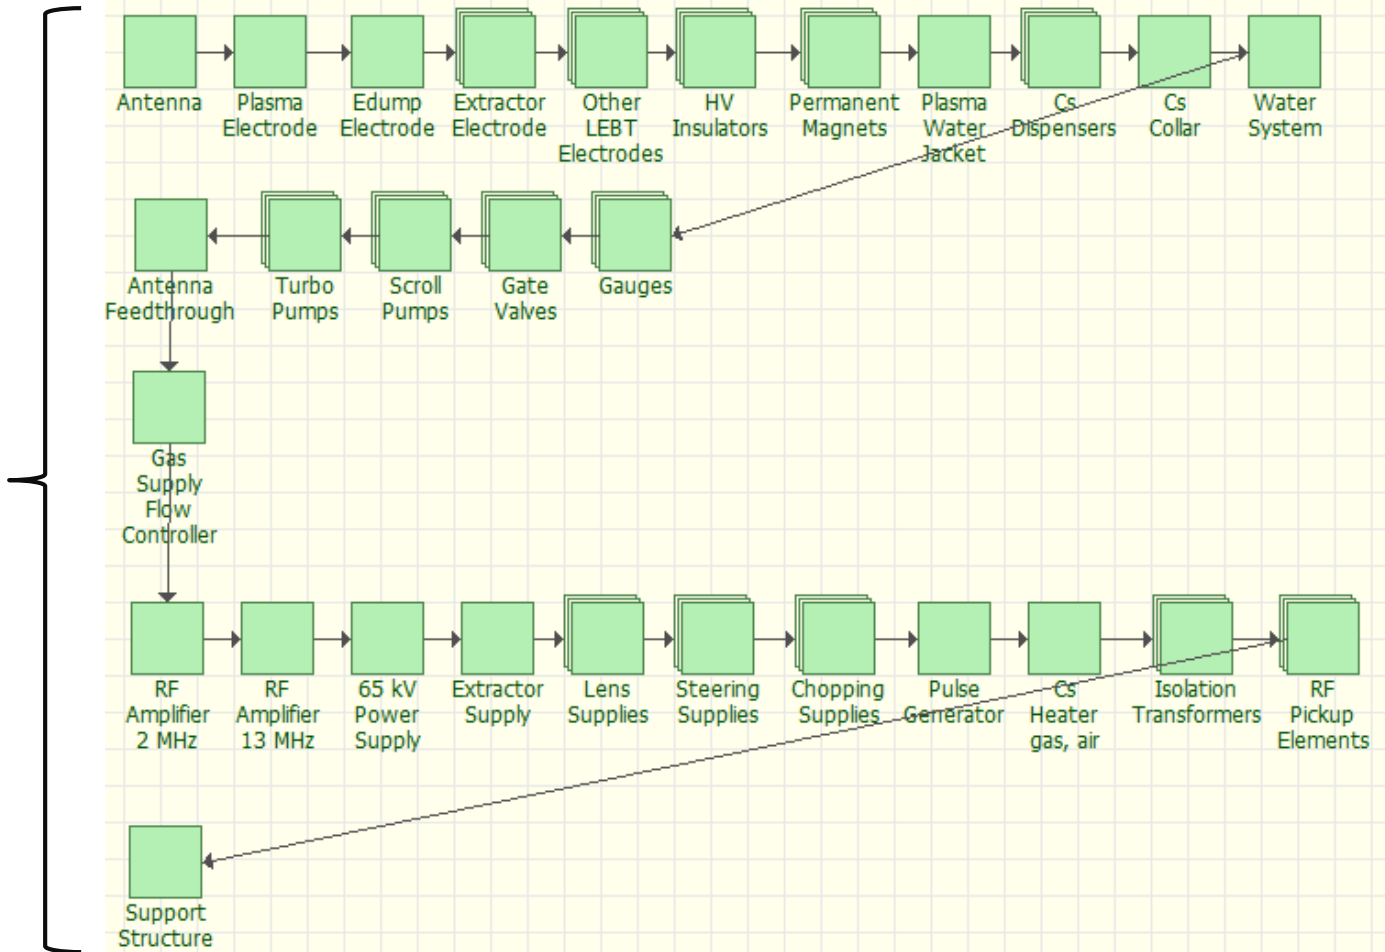 Antenna
Plasma
Electrode
Edump
Electrode
Extractor
Electrode
Other
LEBT
Electrodes
HV
Insulators
Permanent
Magnets
Plasma
Water
Jacket
Cs
Dispensers
Cs
Collar
Water
System
Antenna
Feedthrough
Turbo
Pumps
Scroll
Pumps
Gate
Valves
Gauges
Gas
Supply
Flow
Controller
RF
Amplifier
2 MHz
RF
Amplifier
13 MHz
65 kV
Power
Supply
Extractor
Supply
Lens
Supplies
Steering
Supplies
Chopping
Supplies
Pulse
Generator
Cs
Heater
gas, air
Isolation
Transformers
RF
Pickup
Elements
Support
Structure